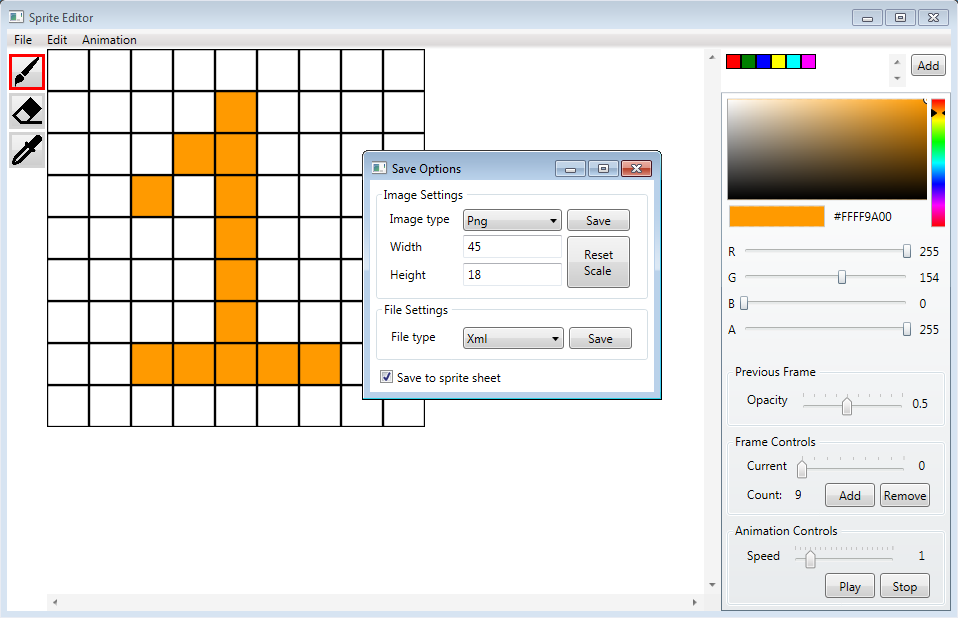 Sprite Editor
File Edit Animation
Add
#FFFF9A00
R 255
G 154
B 0
A 255
Previous Frame
Opacity 0.5
Frame Controls
Current 0
Count: 9 Add Remove
Animation Controls
Speed 1
Play Stop
Save Options
Image Settings
Image type Png Save
Width 45
Height 18
Reset
Scale
File Settings
File type Xml Save
Save to sprite sheet